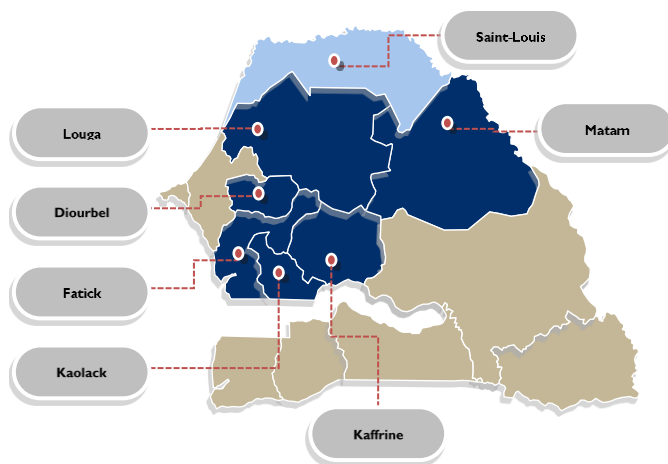 Saint-Louis
Louga
Matam
Diourbel
Fatick
Kaolack
Kaffrine